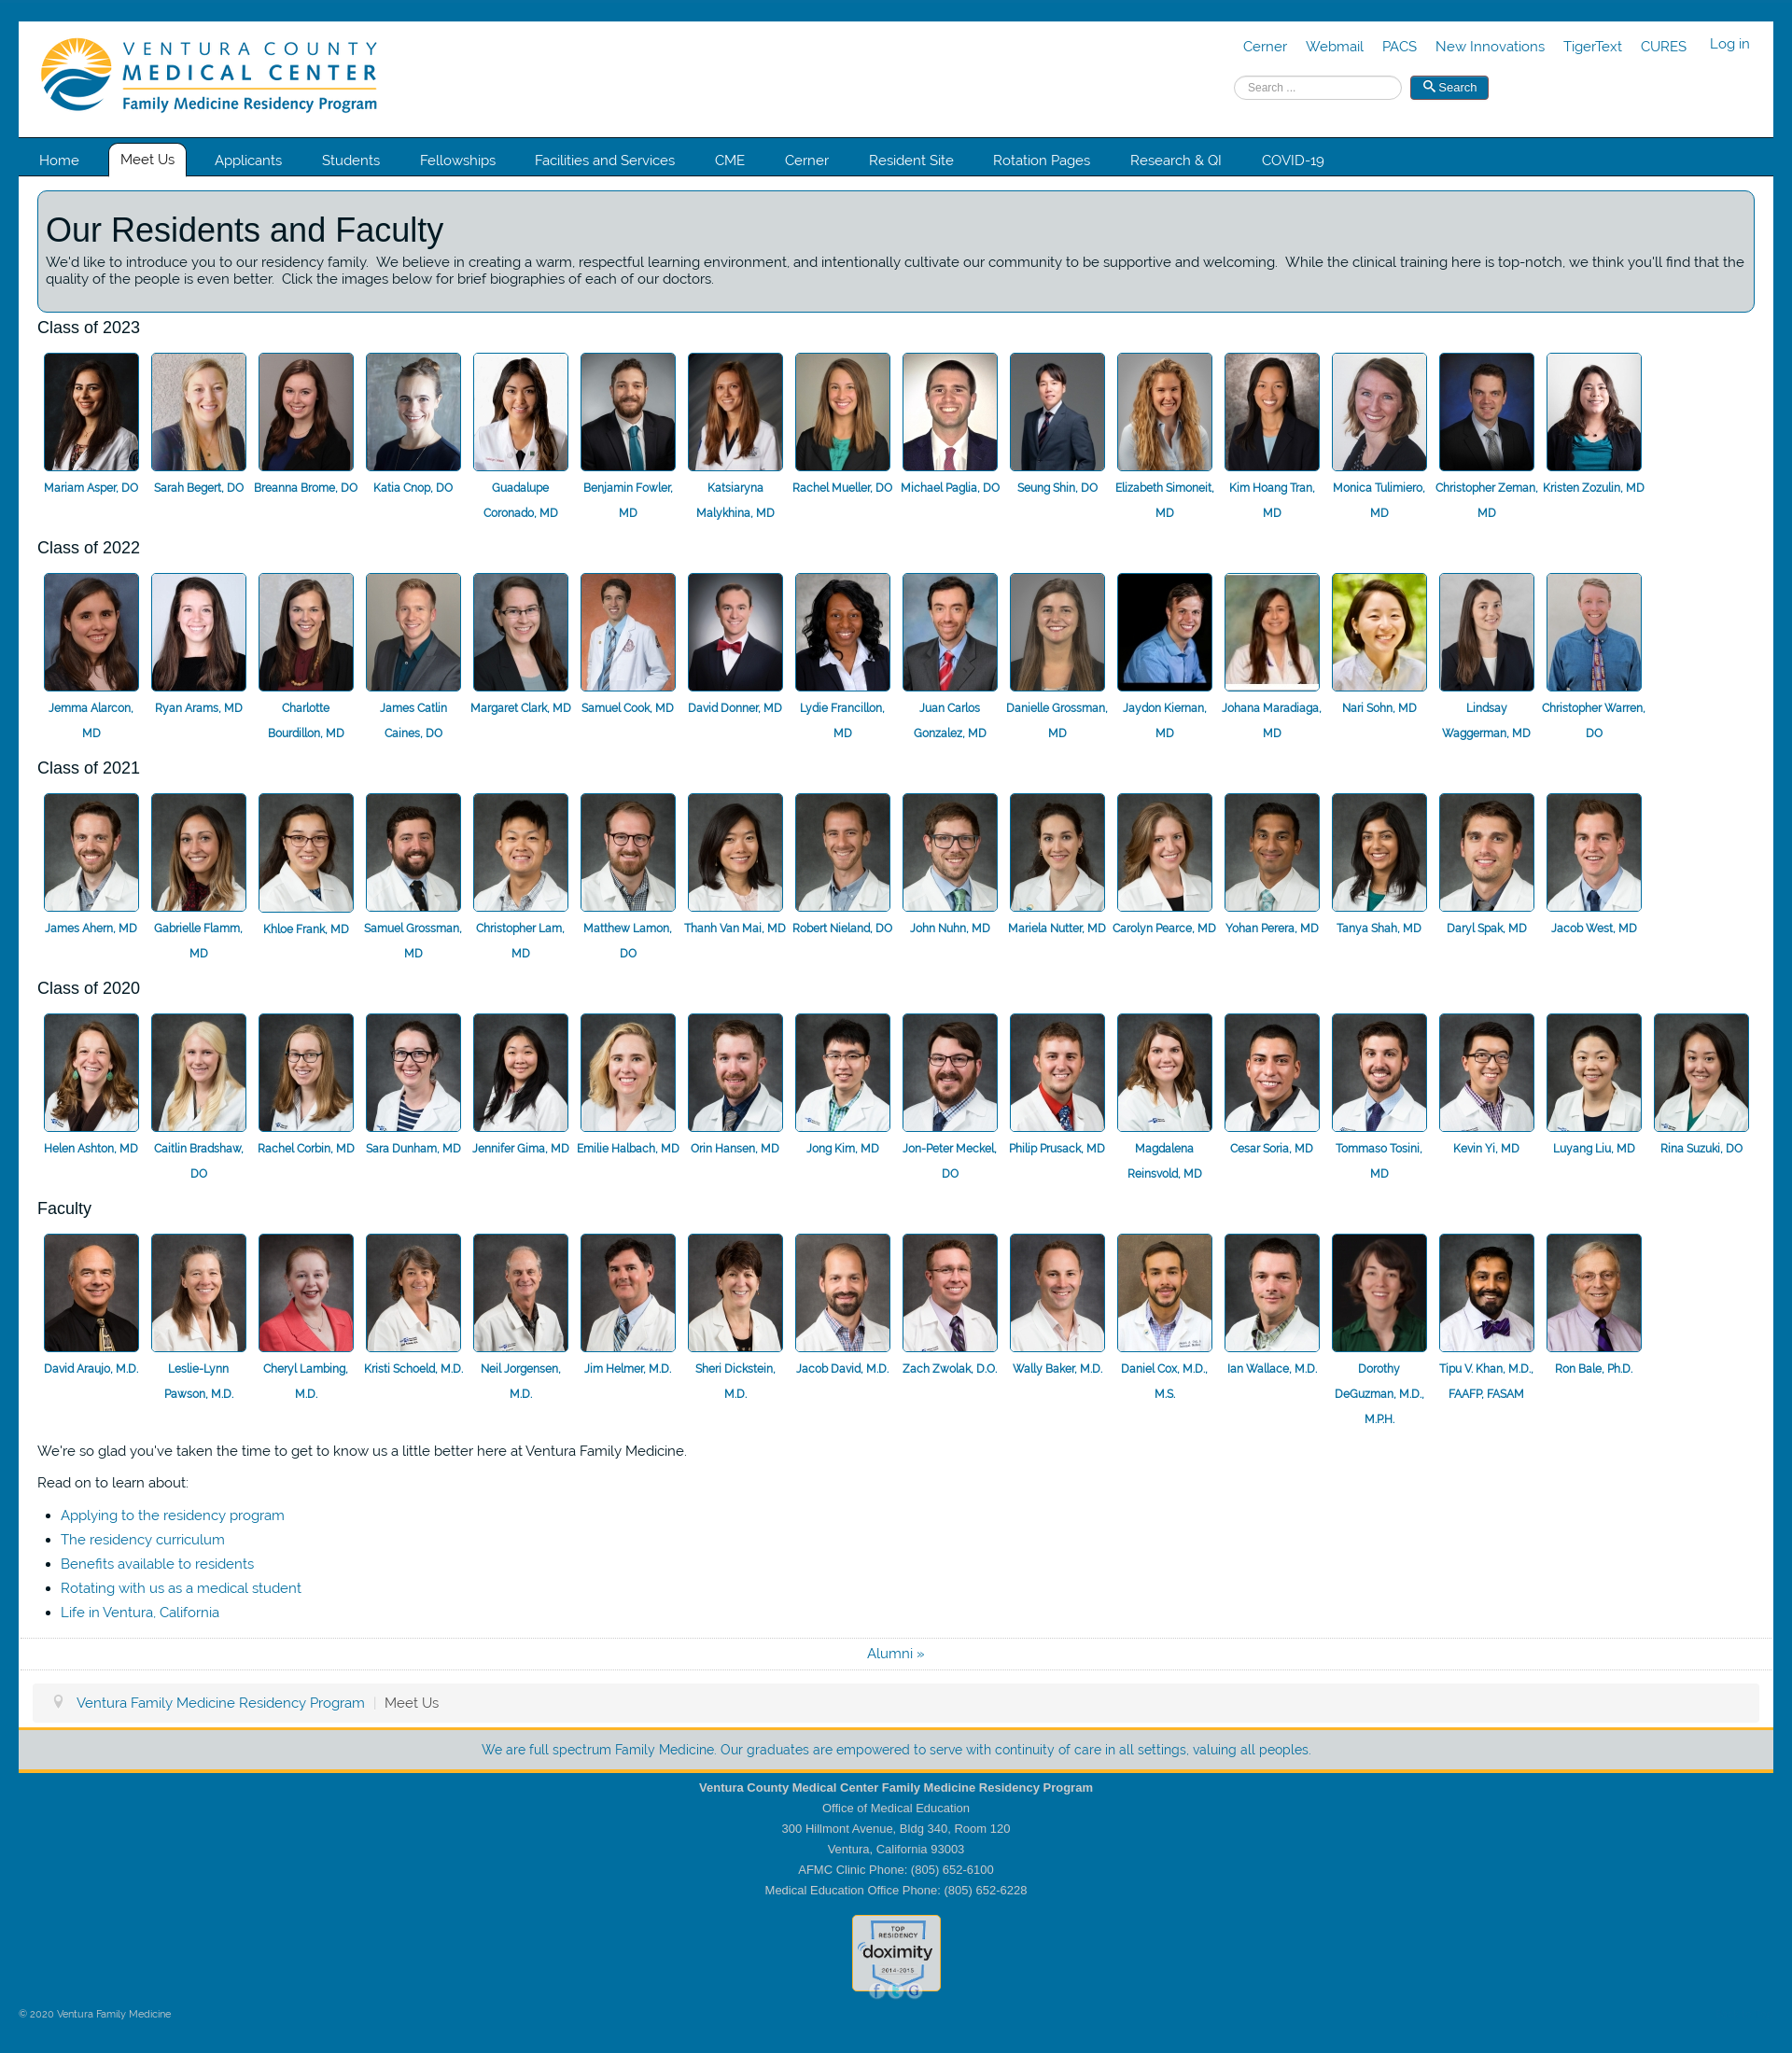 VENTURA COUNTY
MEDICAL CENTER
Family Medicine Residency Program
Cerner Webmail PACS New Innovations TigerText CURES Log in
Search ... Search
Home Meet Us Applicants Students Fellowships Facilities and Services CME Cerner Resident Site Rotation Pages Research & QI COVID-19
Our Residents and Faculty
We'd like to introduce you to our residency family. We believe in creating a warm, respectful learning environment, and intentionally cultivate our community to be supportive and welcoming. While the clinical training here is top-notch, we think you'll find that the
quality of the people is even better. Click the images below for brief biographies of each of our doctors.
Class of 2023
Mariam Asper, DO Sarah Begert, DO Breanna Brome, DO Katia Cnop, DO Guadalupe Benjamin Fowler, Katsiaryna Rachel Mueller, DO Michael Paglia, DO Seung Shin, DO Elizabeth Simoneit, Kim Hoang Tran, Monica Tulimiero, Christopher Zeman, Kristen Zozulin, MD
Coronado, MD MD Malykhina, MD MD MD MD MD
Class of 2022
Jemma Alarcon, Ryan Arams, MD Charlotte James Catlin Margaret Clark, MD Samuel Cook, MD David Donner, MD Lydie Francillon, Juan Carlos Danielle Grossman, Jaydon Kiernan, Johana Maradiaga, Nari Sohn, MD Lindsay Christopher Warren,
MD Bourdillon, MD Caines, DO MD Gonzalez, MD MD MD MD Waggerman, MD DO
Class of 2021
James Ahern, MD Gabrielle Flamm, Khloe Frank, MD Samuel Grossman, Christopher Lam, Matthew Lamon, Thanh Van Mai, MD Robert Nieland, DO John Nuhn, MD Mariela Nutter, MD Carolyn Pearce, MD Yohan Perera, MD Tanya Shah, MD Daryl Spak, MD Jacob West, MD
MD MD MD DO
Class of 2020
Helen Ashton, MD Caitlin Bradshaw, Rachel Corbin, MD Sara Dunham, MD Jennifer Gima, MD Emilie Halbach, MD Orin Hansen, MD Jong Kim, MD Jon-Peter Meckel, Philip Prusack, MD Magdalena Cesar Soria, MD Tommaso Tosini, Kevin Yi, MD Luyang Liu, MD Rina Suzuki, DO
DO DO Reinsvold, MD MD
Faculty
David Araujo, M.D. Leslie-Lynn Cheryl Lambing, Kristi Schoeld, M.D. Neil Jorgensen, Jim Helmer, M.D. Sheri Dickstein, Jacob David, M.D. Zach Zwolak, D.O. Wally Baker, M.D. Daniel Cox, M.D., Ian Wallace, M.D. Dorothy Tipu V. Khan, M.D., Ron Bale, Ph.D.
Pawson, M.D. M.D. M.D. M.D. M.S. DeGuzman, M.D., FAAFP, FASAM
M.P.H.
We're so glad you've taken the time to get to know us a little better here at Ventura Family Medicine.
Read on to learn about:
Applying to the residency program
The residency curriculum
Benefits available to residents
Rotating with us as a medical student
Life in Ventura, California
Alumni »
Ventura Family Medicine Residency Program | Meet Us
We are full spectrum Family Medicine. Our graduates are empowered to serve with continuity of care in all settings, valuing all peoples.
Ventura County Medical Center Family Medicine Residency Program
Office of Medical Education
300 Hillmont Avenue, Bldg 340, Room 120
Ventura, California 93003
AFMC Clinic Phone: (805) 652-6100
Medical Education Office Phone: (805) 652-6228
TOP
RESIDENCY
doximity
2014-2015
f G
© 2020 Ventura Family Medicine